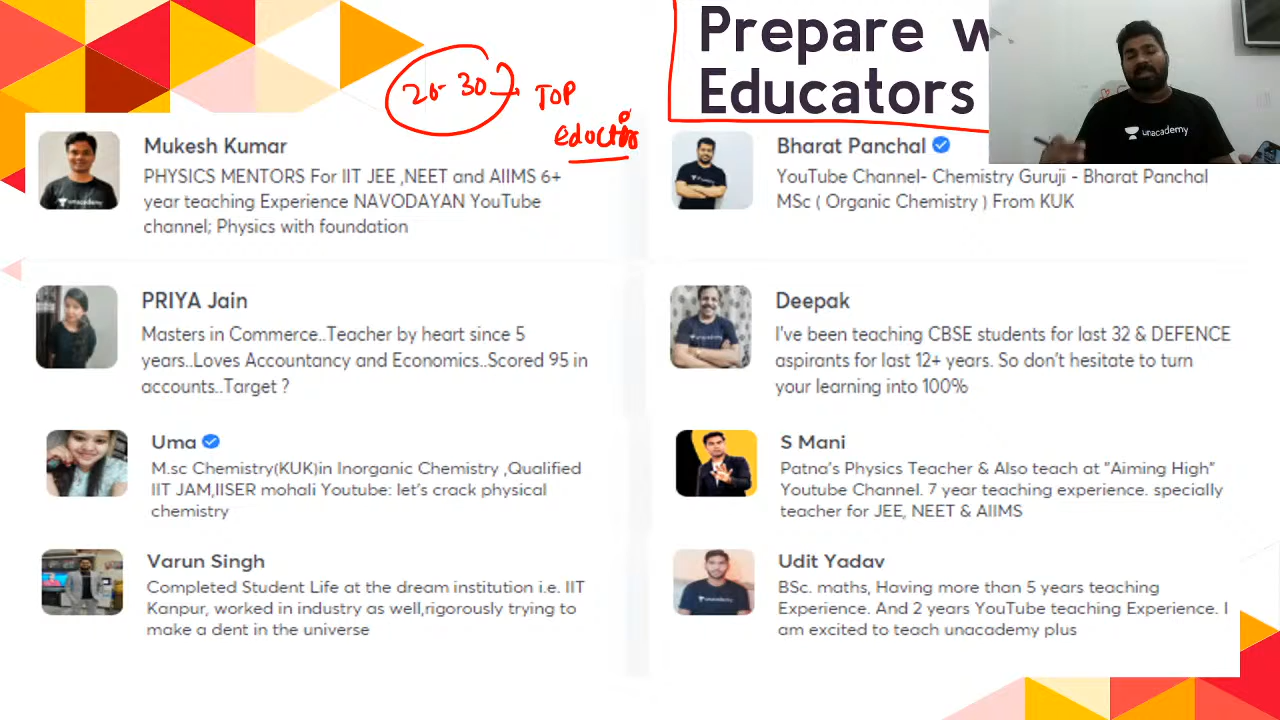 Prepare w
Educators
20-30 → TOP
eductors
unacademy
Mukesh Kumar
PHYSICS MENTORS For IIT JEE ,NEET and AIIMS 6+
year teaching Experience NAVODAYAN YouTube
channel; Physics with foundation
Bharat Panchal
YouTube Channel- Chemistry Guruji - Bharat Panchal
MSc ( Organic Chemistry ) From KUK
PRIYA Jain
Masters in Commerce..Teacher by heart since 5
years..Loves Accountancy and Economics..Scored 95 in
accounts..Target ?
Deepak
I've been teaching CBSE students for last 32 & DEFENCE
aspirants for last 12+ years. So don't hesitate to turn
your learning into 100%
Uma
M.sc Chemistry(KUK)in Inorganic Chemistry ,Qualified
IIT JAM,IISER mohali Youtube: let's crack physical
chemistry
S Mani
Patna's Physics Teacher & Also teach at "Aiming High"
Youtube Channel. 7 year teaching experience. specially
teacher for JEE, NEET & AIIMS
Varun Singh
Completed Student Life at the dream institution i.e. IIT
Kanpur, worked in industry as well,rigorously trying to
make a dent in the universe
Udit Yadav
BSc. maths, Having more than 5 years teaching
Experience. And 2 years YouTube teaching Experience. I
am excited to teach unacademy plus